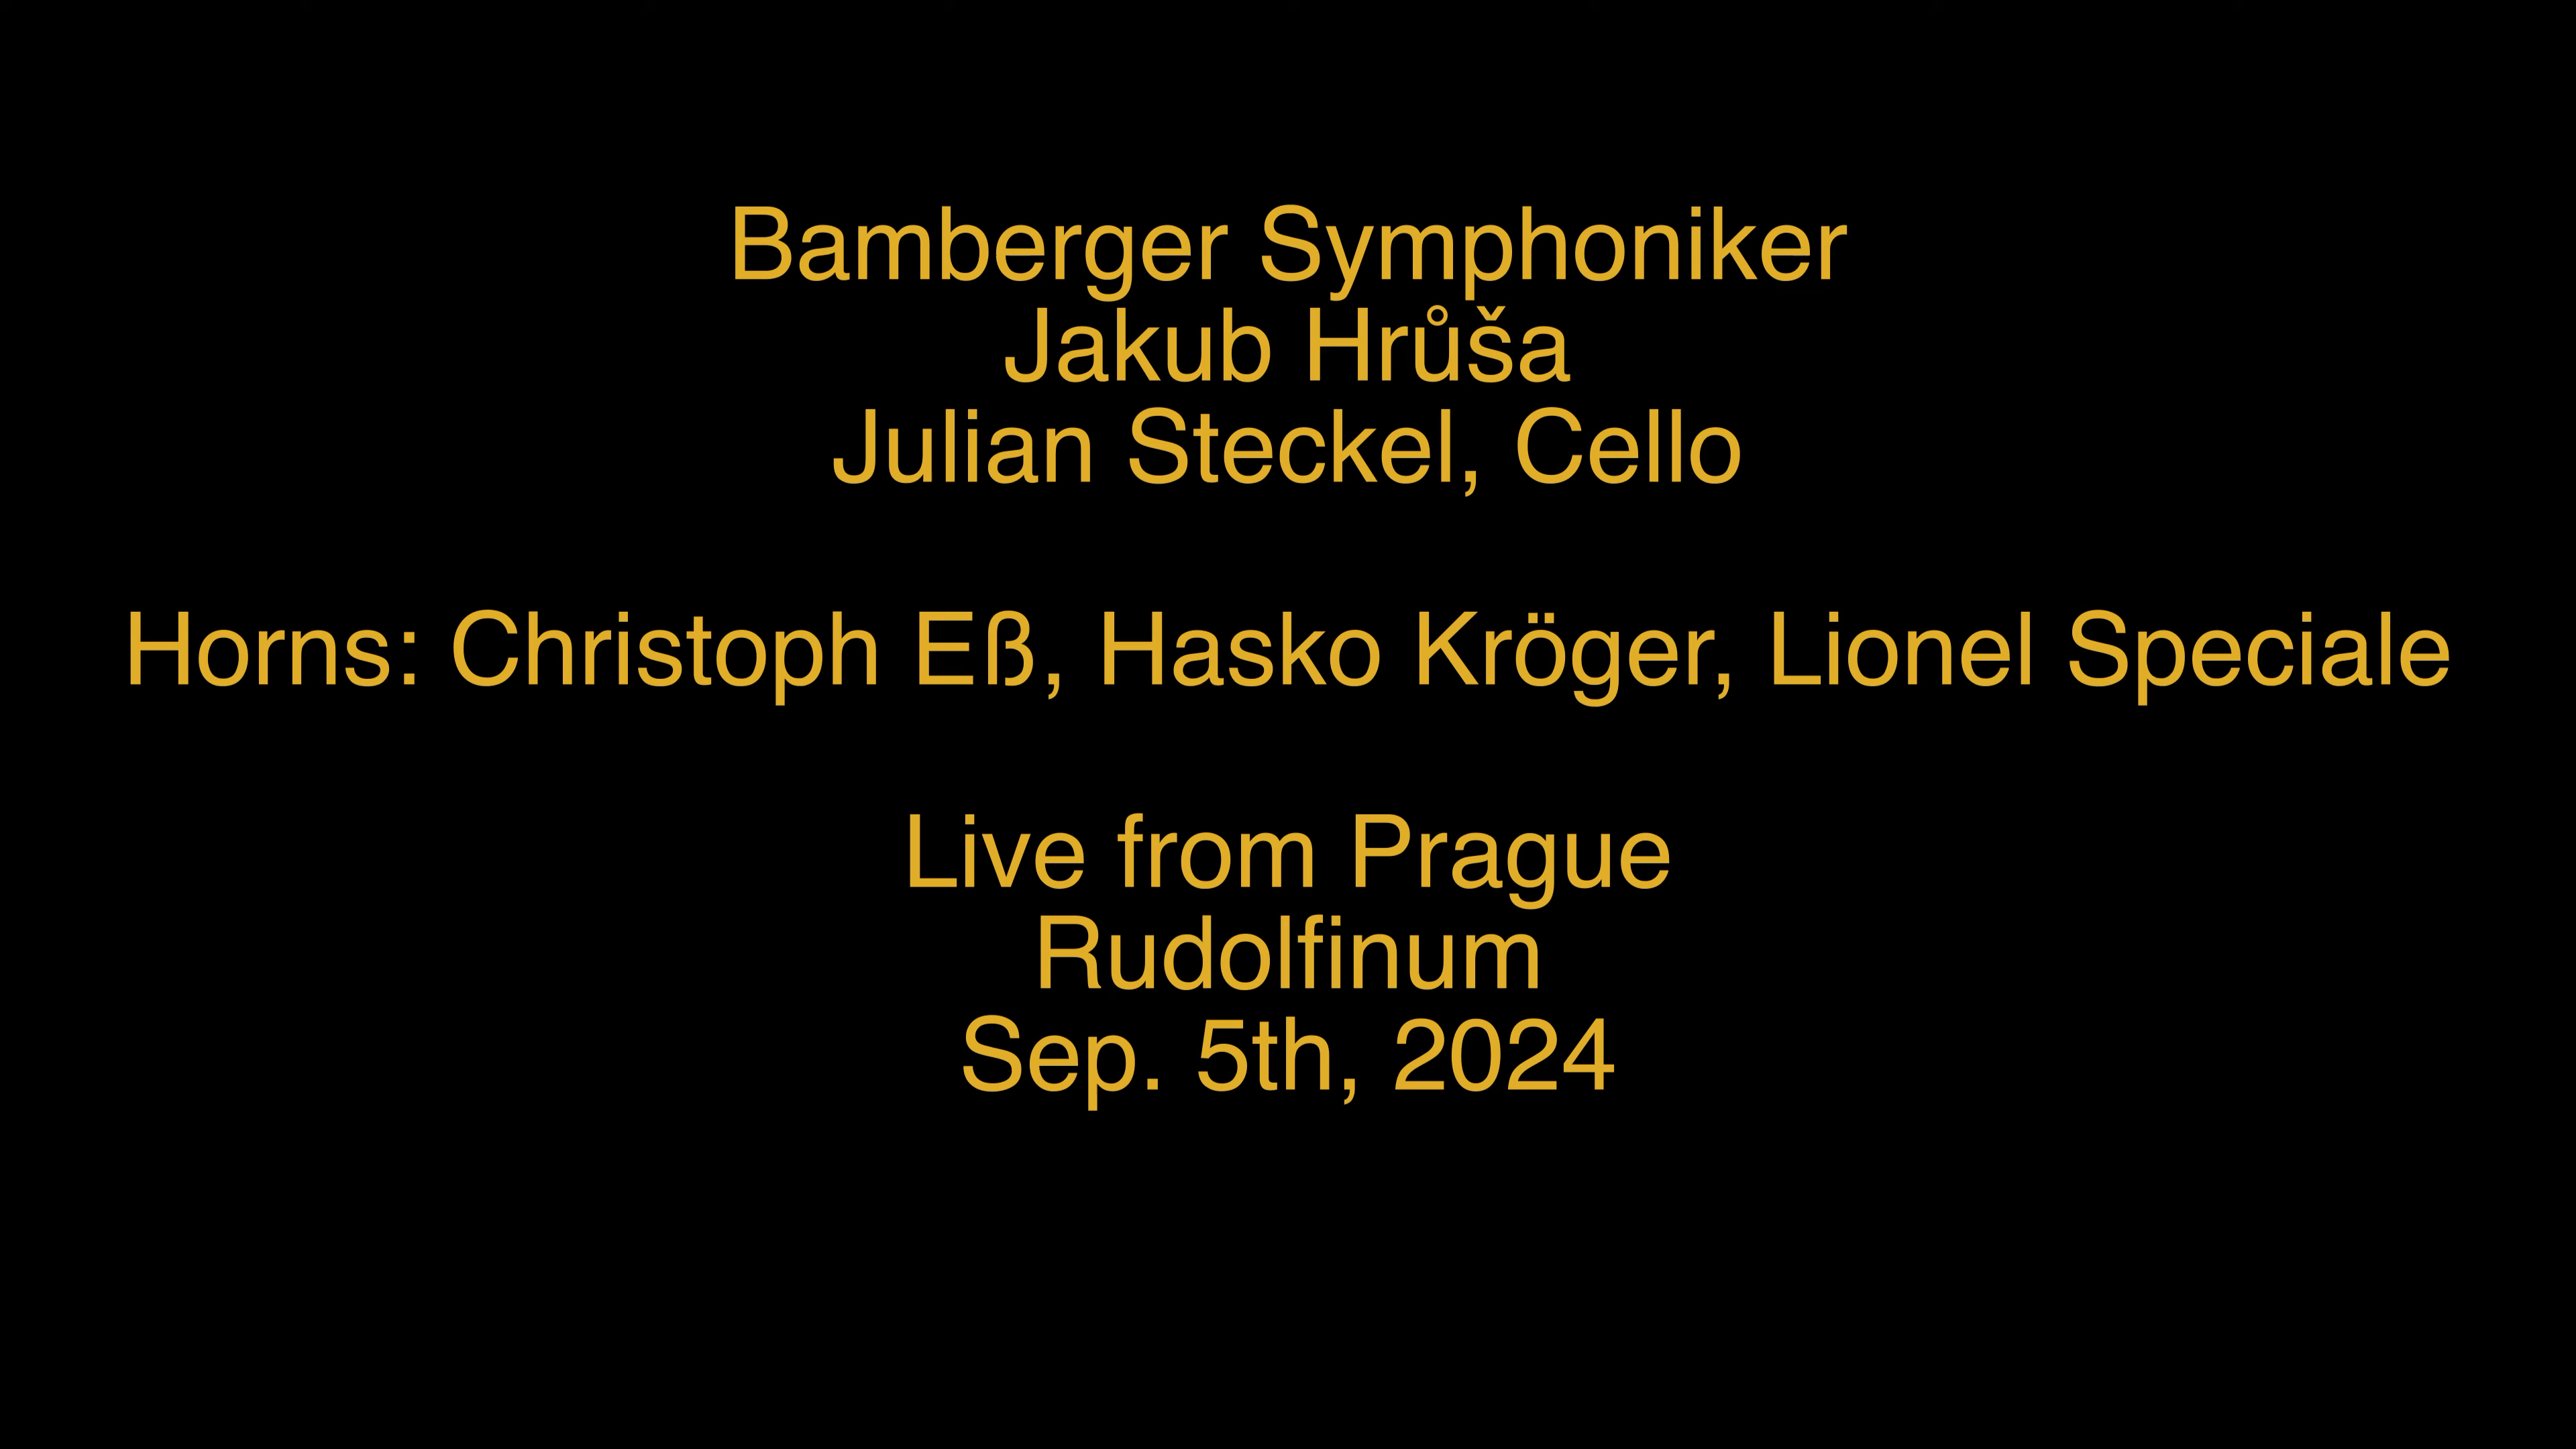 Bamberger Symphoniker
Jakub Hrůša
Julian Steckel, Cello
Horns: Christoph Eß, Hasko Kröger, Lionel Speciale
Live from Prague
Rudolfinum
Sep. 5th, 2024